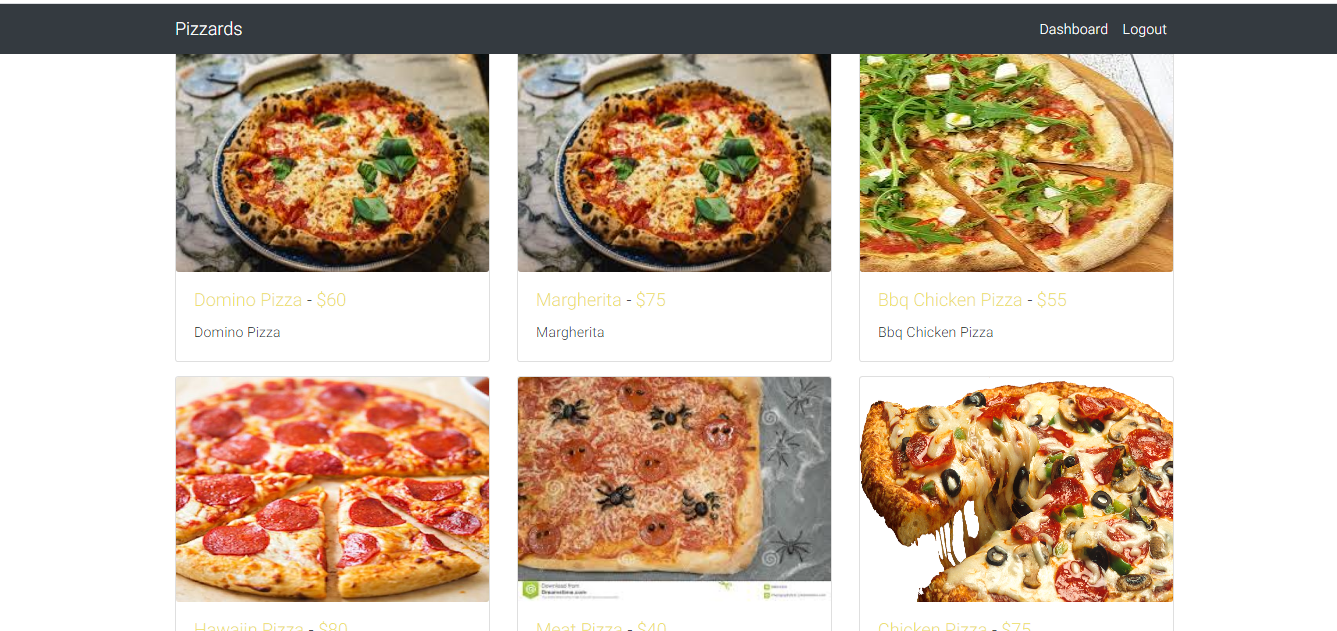 Pizzards
Dashboard Logout
Domino Pizza - $60
Margherita - $75
Bbq Chicken Pizza - $55
Domino Pizza
Margherita
Bbq Chicken Pizza
Download from
Dreamstime.com
Hawaiin Pizza - $80
Meat Pizza - $40
Chicken Pizza - $75